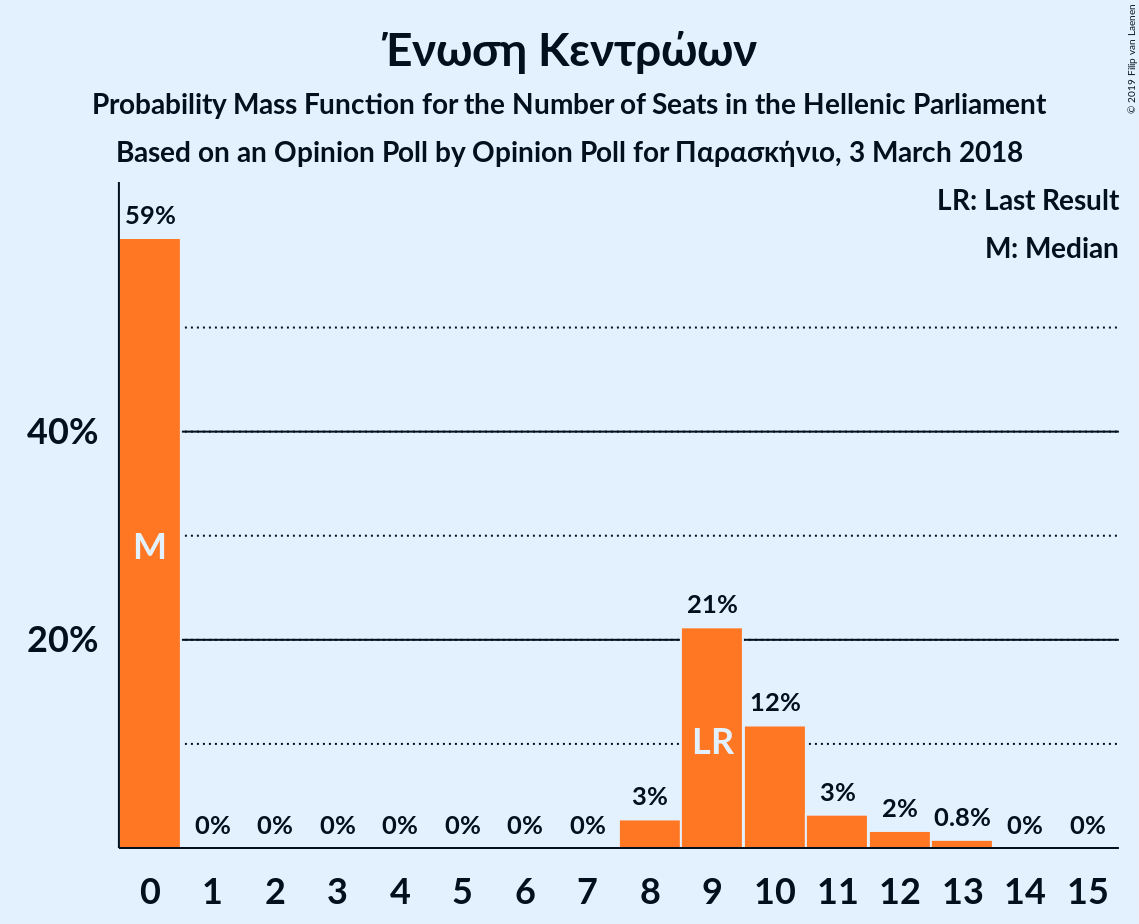 Ένωση Κεντρώων
Probability Mass Function for the Number of Seats in the Hellenic Parliament
Based on an Opinion Poll by Opinion Poll for Παρασκήνιο, 3 March 2018
© 2019 Filip van Laenen
LR: Last Result
M: Median
59%
40%
M
20%
21%
12%
LR
0% 0% 0% 0% 0% 0% 0% 3% 3% 2% 0.8% 0% 0%
0 1 2 3 4 5 6 7 8 9 10 11 12 13 14 15